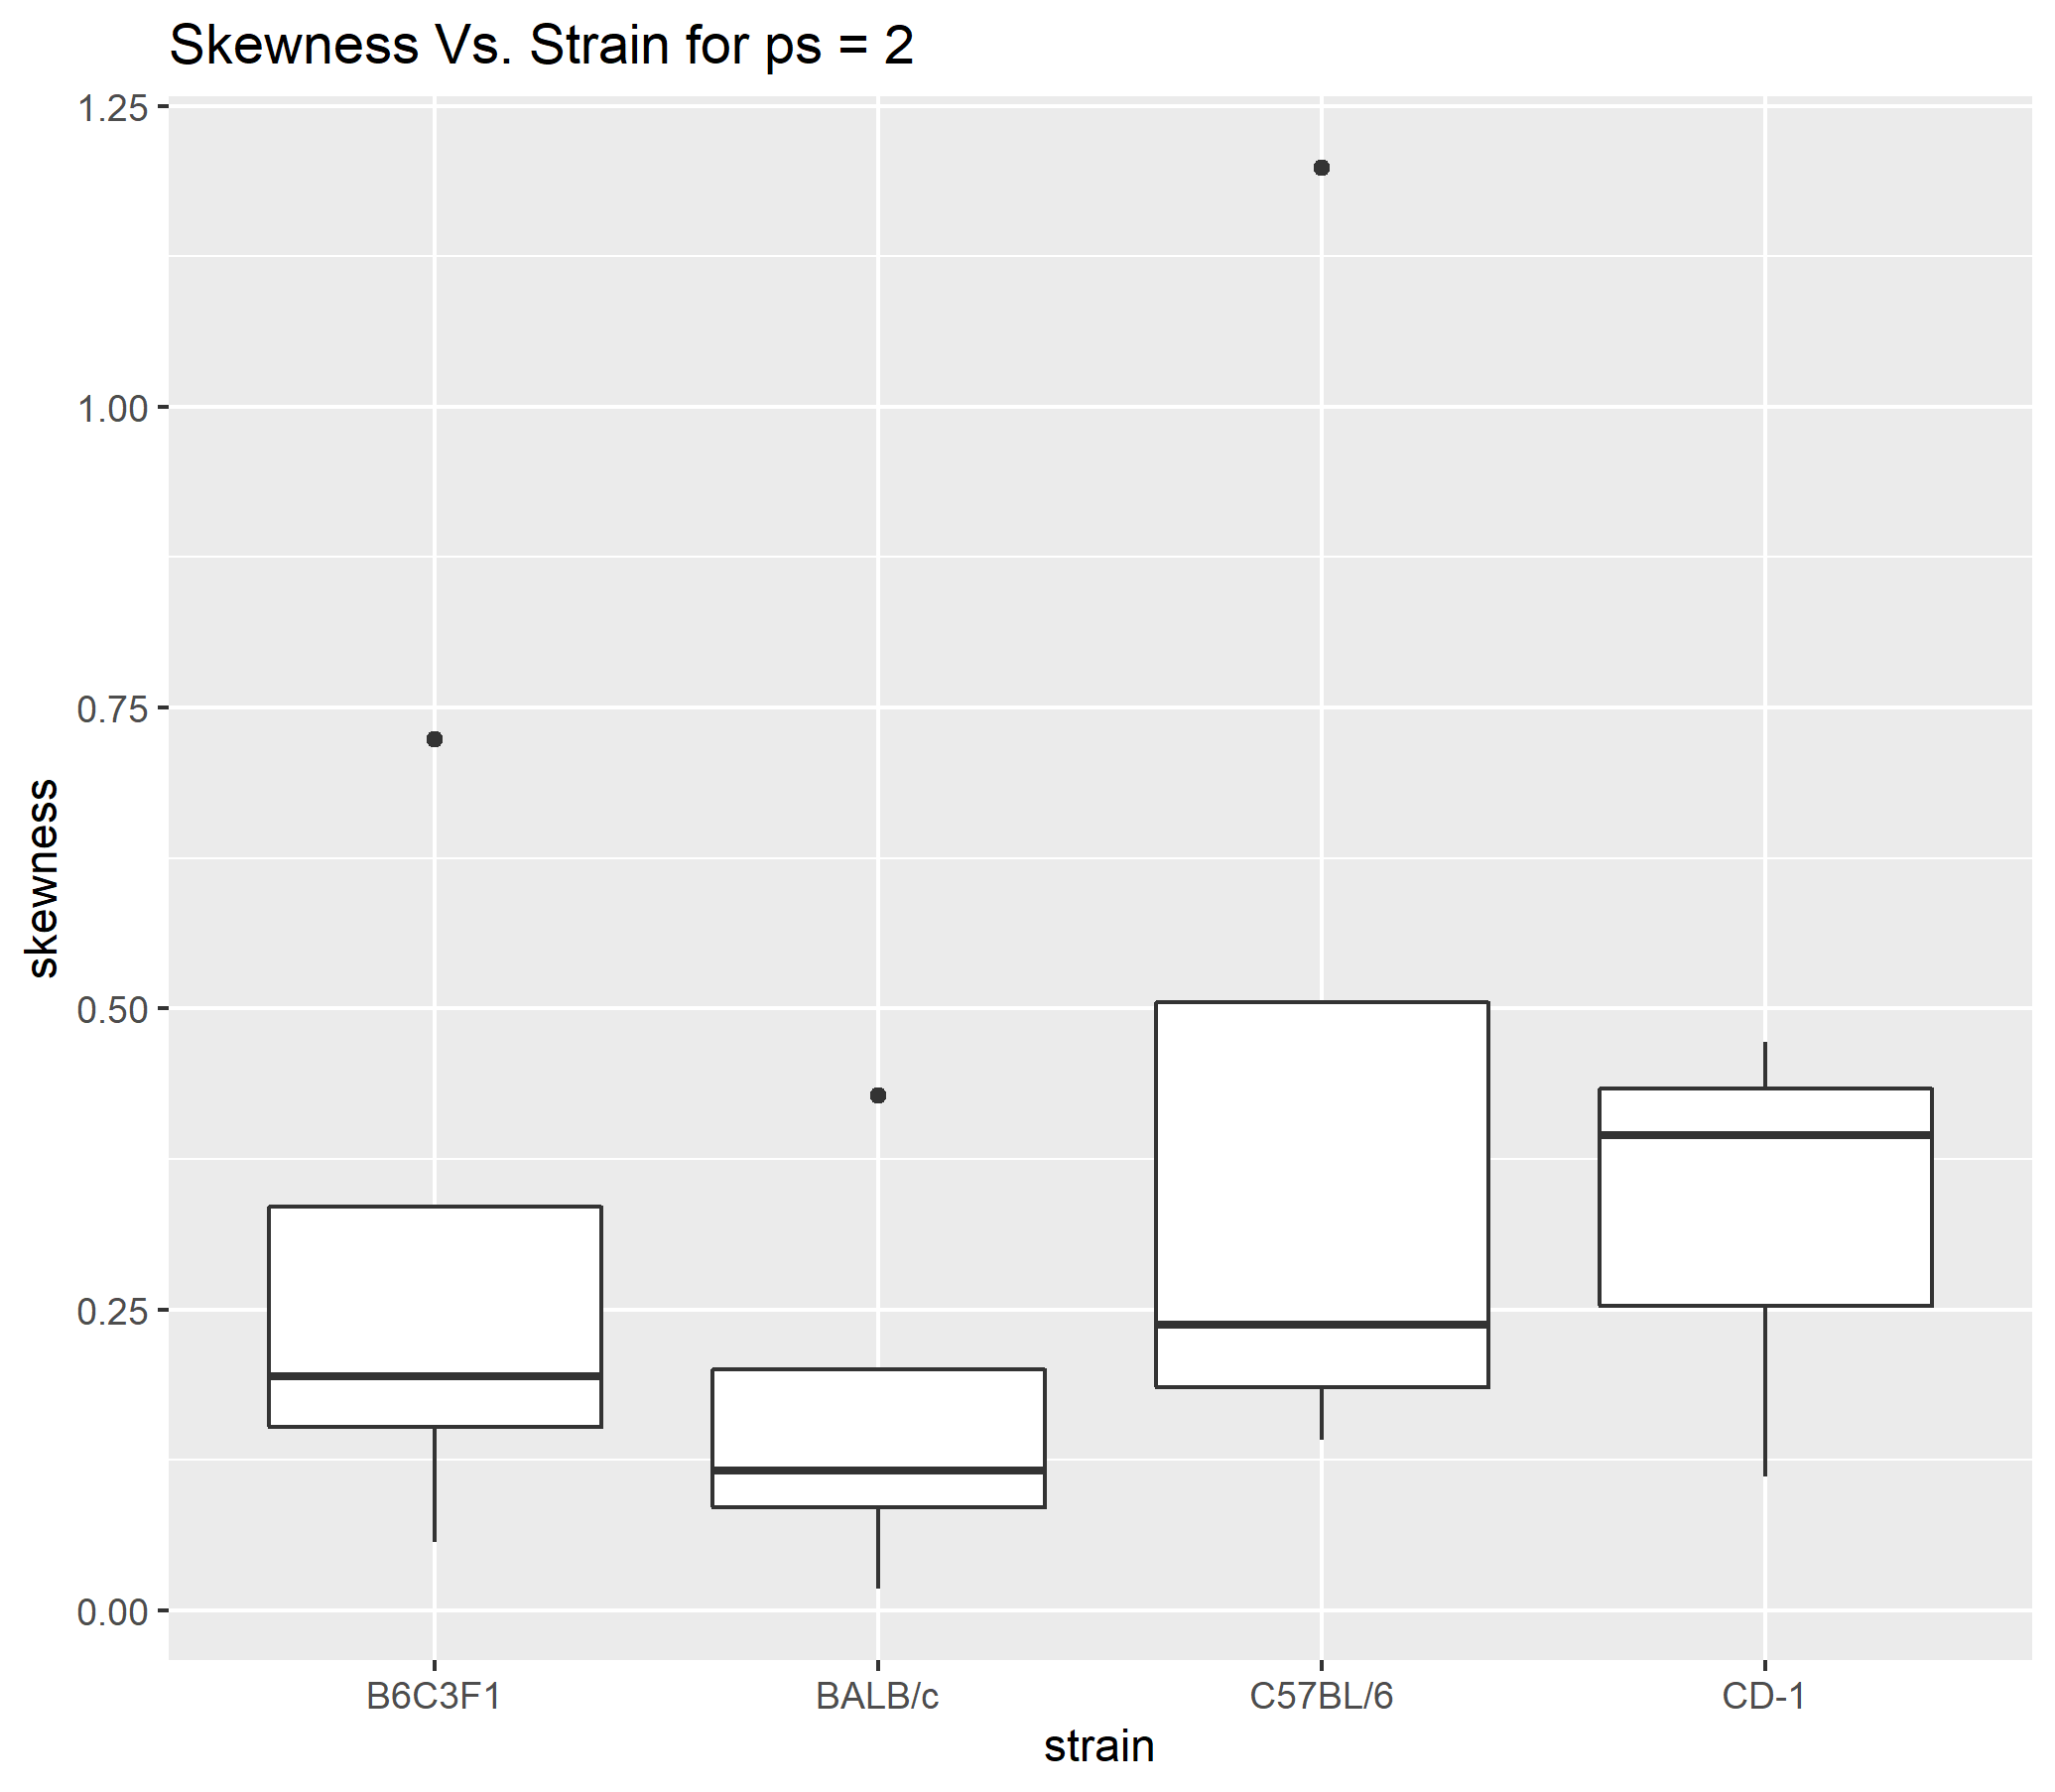 Skewness Vs. Strain for ps = 2
1.25
1.00
0.75
0.50
0.25
0.00
skewness
B6C3F1 BALB/c C57BL/6 CD-1
strain